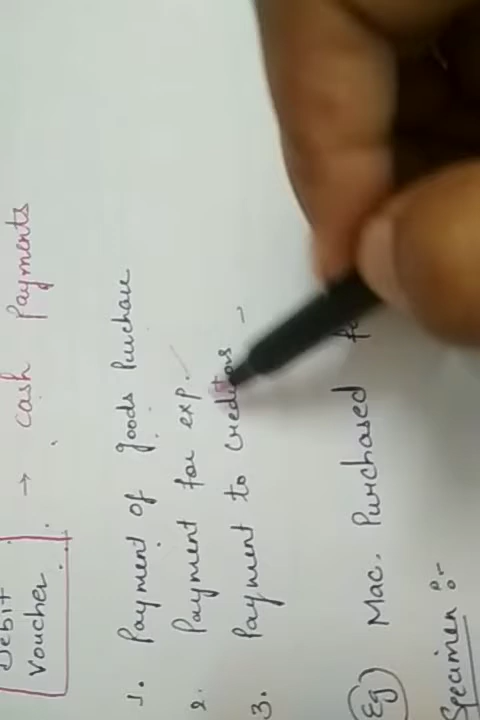 Debit
Voucher → cash Payments
1. Payment of goods Purchase
2. Payment for exp.
3. Payment to creditors
Eg) Mac. Purchased
Specimen :-